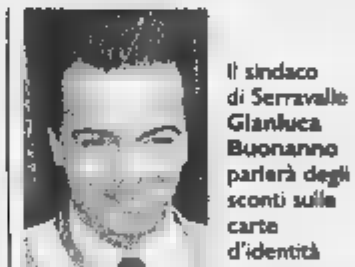 Il sindaco
di Serravalle
Gianluca
Buonanno
parlerà degli
sconti sulle
carte
d'identità